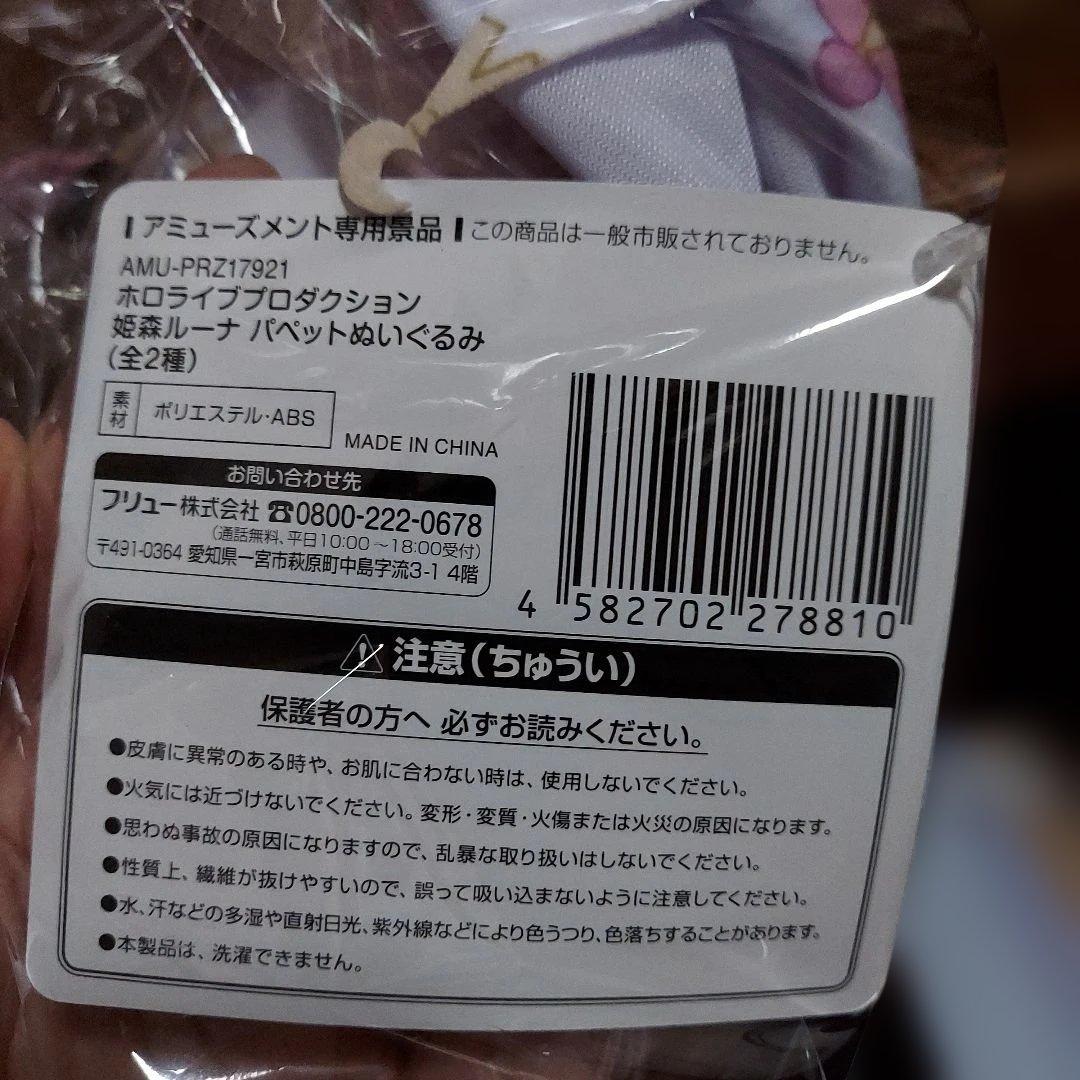 アミューズメント専用景品 この商品は一般市販されておりません。
AMU-PRZ17921
ホロライブプロダクション
姫森ルーナ パペットぬいぐるみ
(全2種)
素材 ポリエステル・ABS
MADE IN CHINA
お問い合わせ先
フリュー株式会社 ☎0800-222-0678
(通話無料、平日10:00～18:00受付)
〒491-0364 愛知県一宮市萩原町中島字流3-1 4階
4 582702 278810
⚠注意(ちゅうい)
保護者の方へ 必ずお読みください。
●皮膚に異常のある時や、お肌に合わない時は、使用しないでください。
●火気には近づけないでください。変形・変質・火傷または火災の原因になります。
●思わぬ事故の原因になりますので、乱暴な取り扱いはしないでください。
●性質上、繊維が抜けやすいので、誤って吸い込まないように注意してください。
●水、汗などの多湿や直射日光、紫外線などにより色うつり、色落ちすることがあります。
●本製品は、洗濯できません。